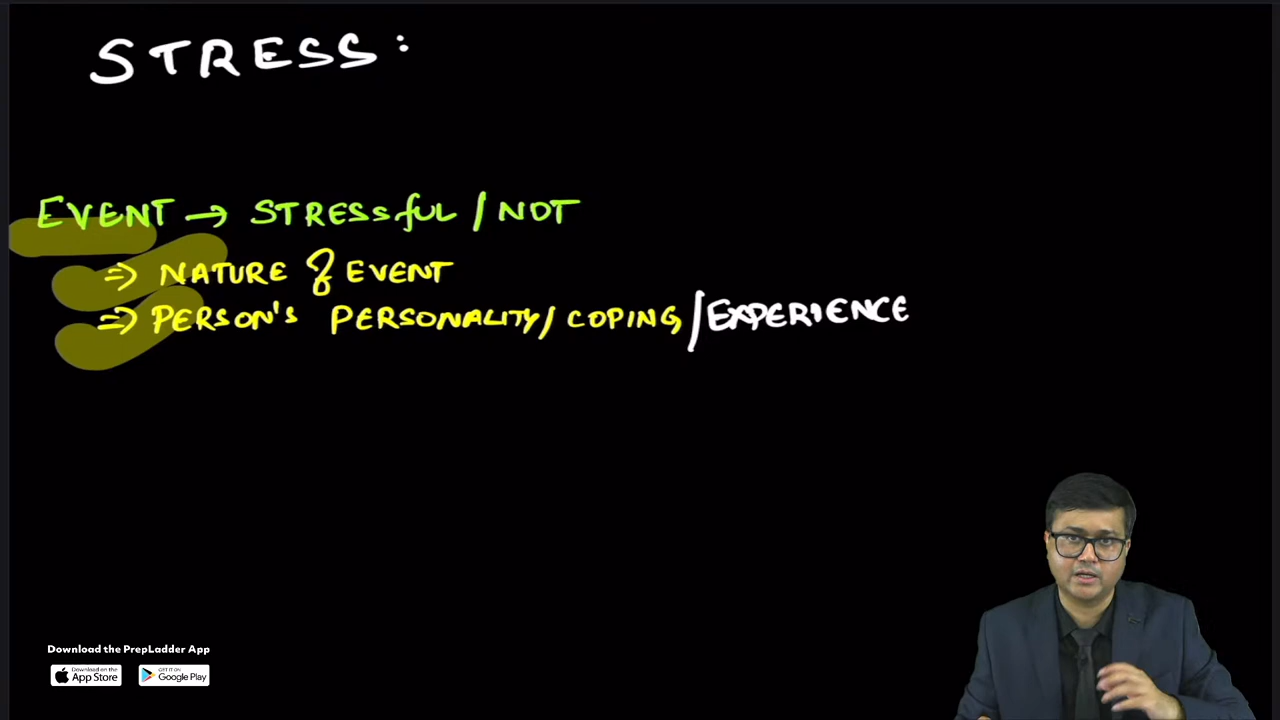 STRESS:
EVENT → STRESSFUL / NOT
⇒ NATURE OF EVENT
⇒ PERSON'S PERSONALITY / COPING / EXPERIENCE
Download the PrepLadder App
Download on the App Store
GET IT ON Google Play